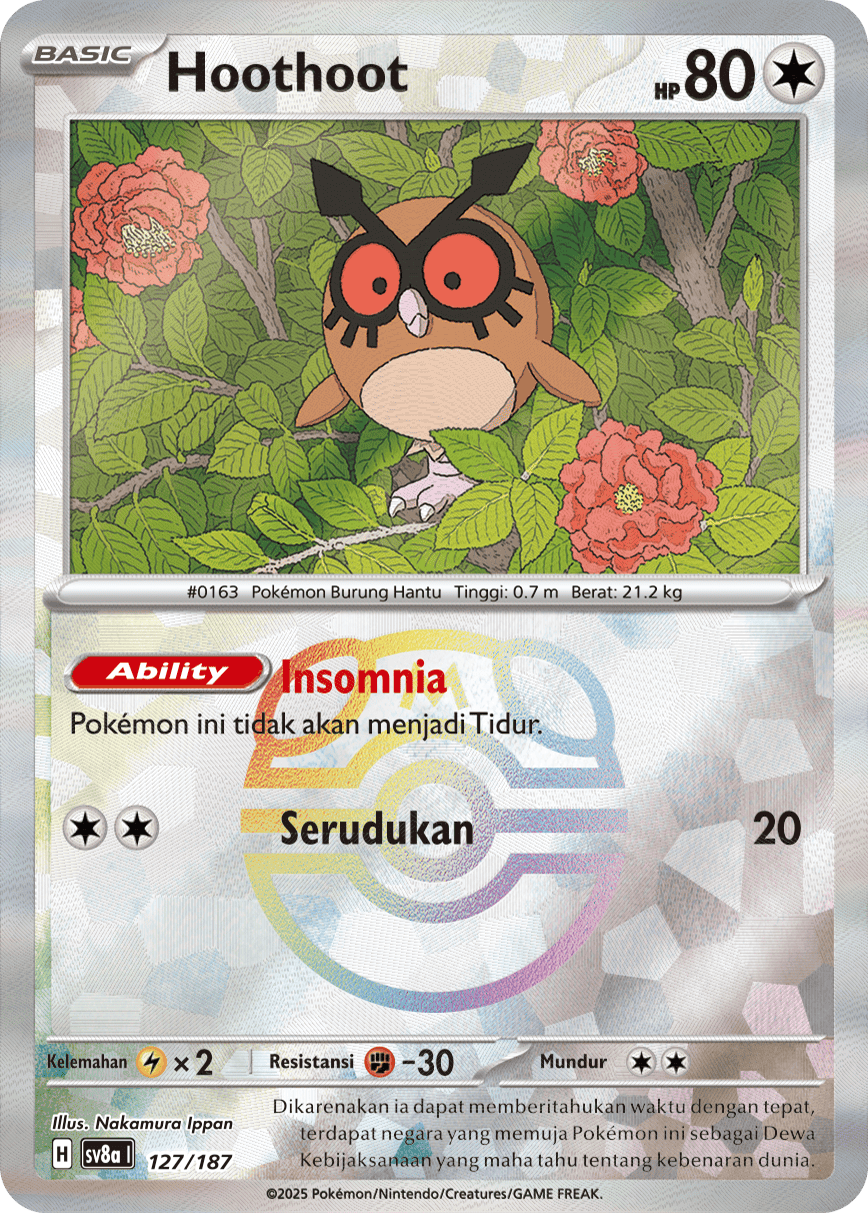 BASIC
Hoothoot
HP 80
#0163 Pokémon Burung Hantu Tinggi: 0.7 m Berat: 21.2 kg
Ability Insomnia
Pokémon ini tidak akan menjadi Tidur.
Serudukan 20
Kelemahan ×2 Resistansi -30 Mundur
Illus. Nakamura Ippan
H sv8a I 127/187
Dikarenakan ia dapat memberitahukan waktu dengan tepat,
terdapat negara yang memuja Pokémon ini sebagai Dewa
Kebijaksanaan yang maha tahu tentang kebenaran dunia.
©2025 Pokémon/Nintendo/Creatures/GAME FREAK.